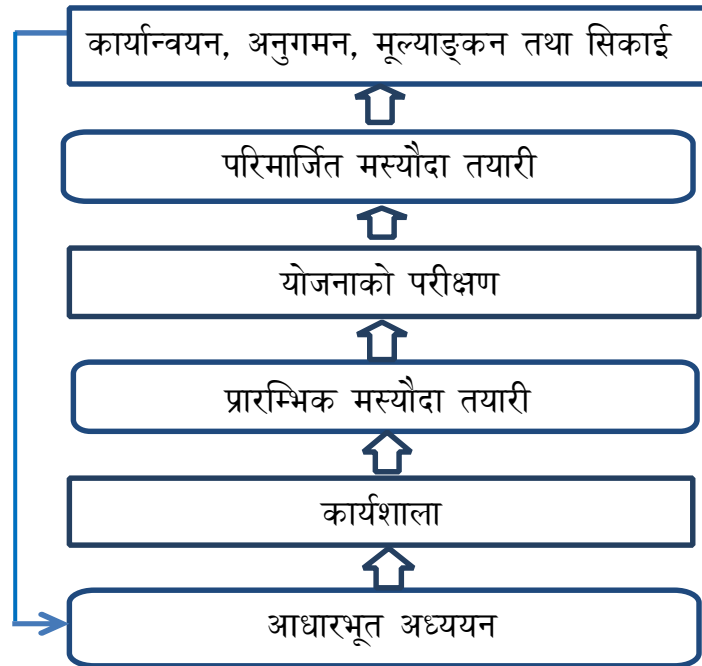 कार्यान्वयन, अनुगमन, मूल्याङ्कन तथा सिकाई
परिमार्जित मस्यौदा तयारी
योजनाको परीक्षण
प्रारम्भिक मस्यौदा तयारी
कार्यशाला
आधारभूत अध्ययन